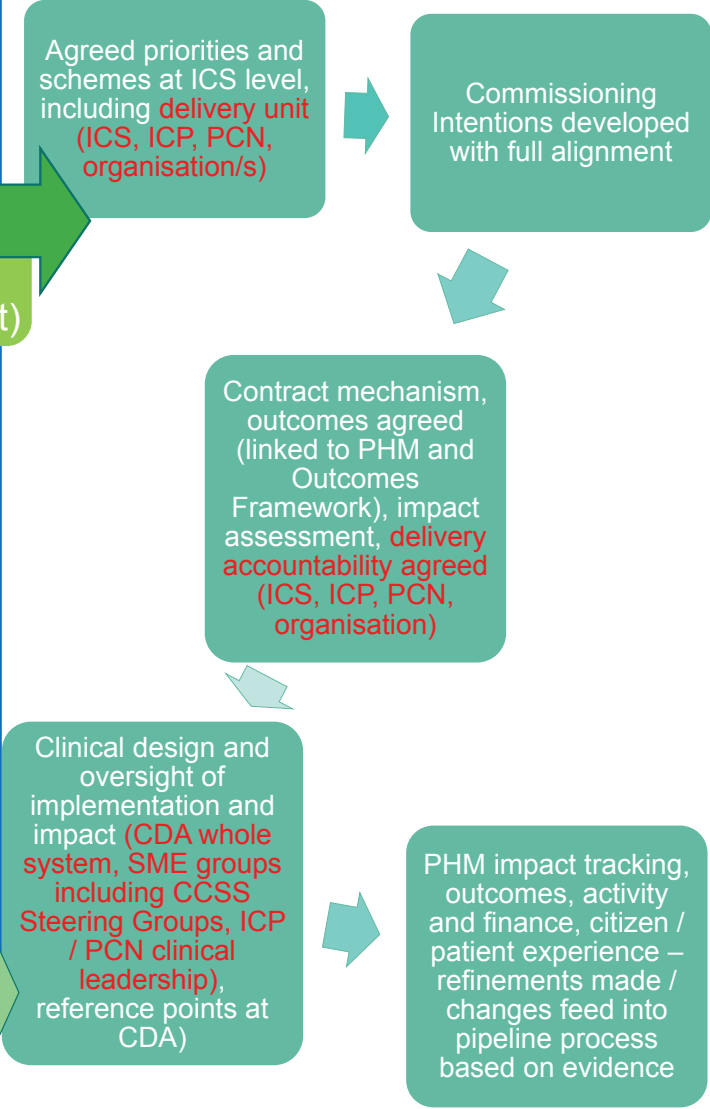 Agreed priorities and
schemes at ICS level,
including delivery unit
(ICS, ICP, PCN,
organisation/s)
Commissioning
Intentions developed
with full alignment
t)
Contract mechanism,
outcomes agreed
(linked to PHM and
Outcomes
Framework), impact
assessment, delivery
accountability agreed
(ICS, ICP, PCN,
organisation)
Clinical design and
oversight of
implementation and
impact (CDA whole
system, SME groups
including CCSS
Steering Groups, ICP
/ PCN clinical
leadership),
reference points at
CDA)
PHM impact tracking,
outcomes, activity
and finance, citizen /
patient experience –
refinements made /
changes feed into
pipeline process
based on evidence